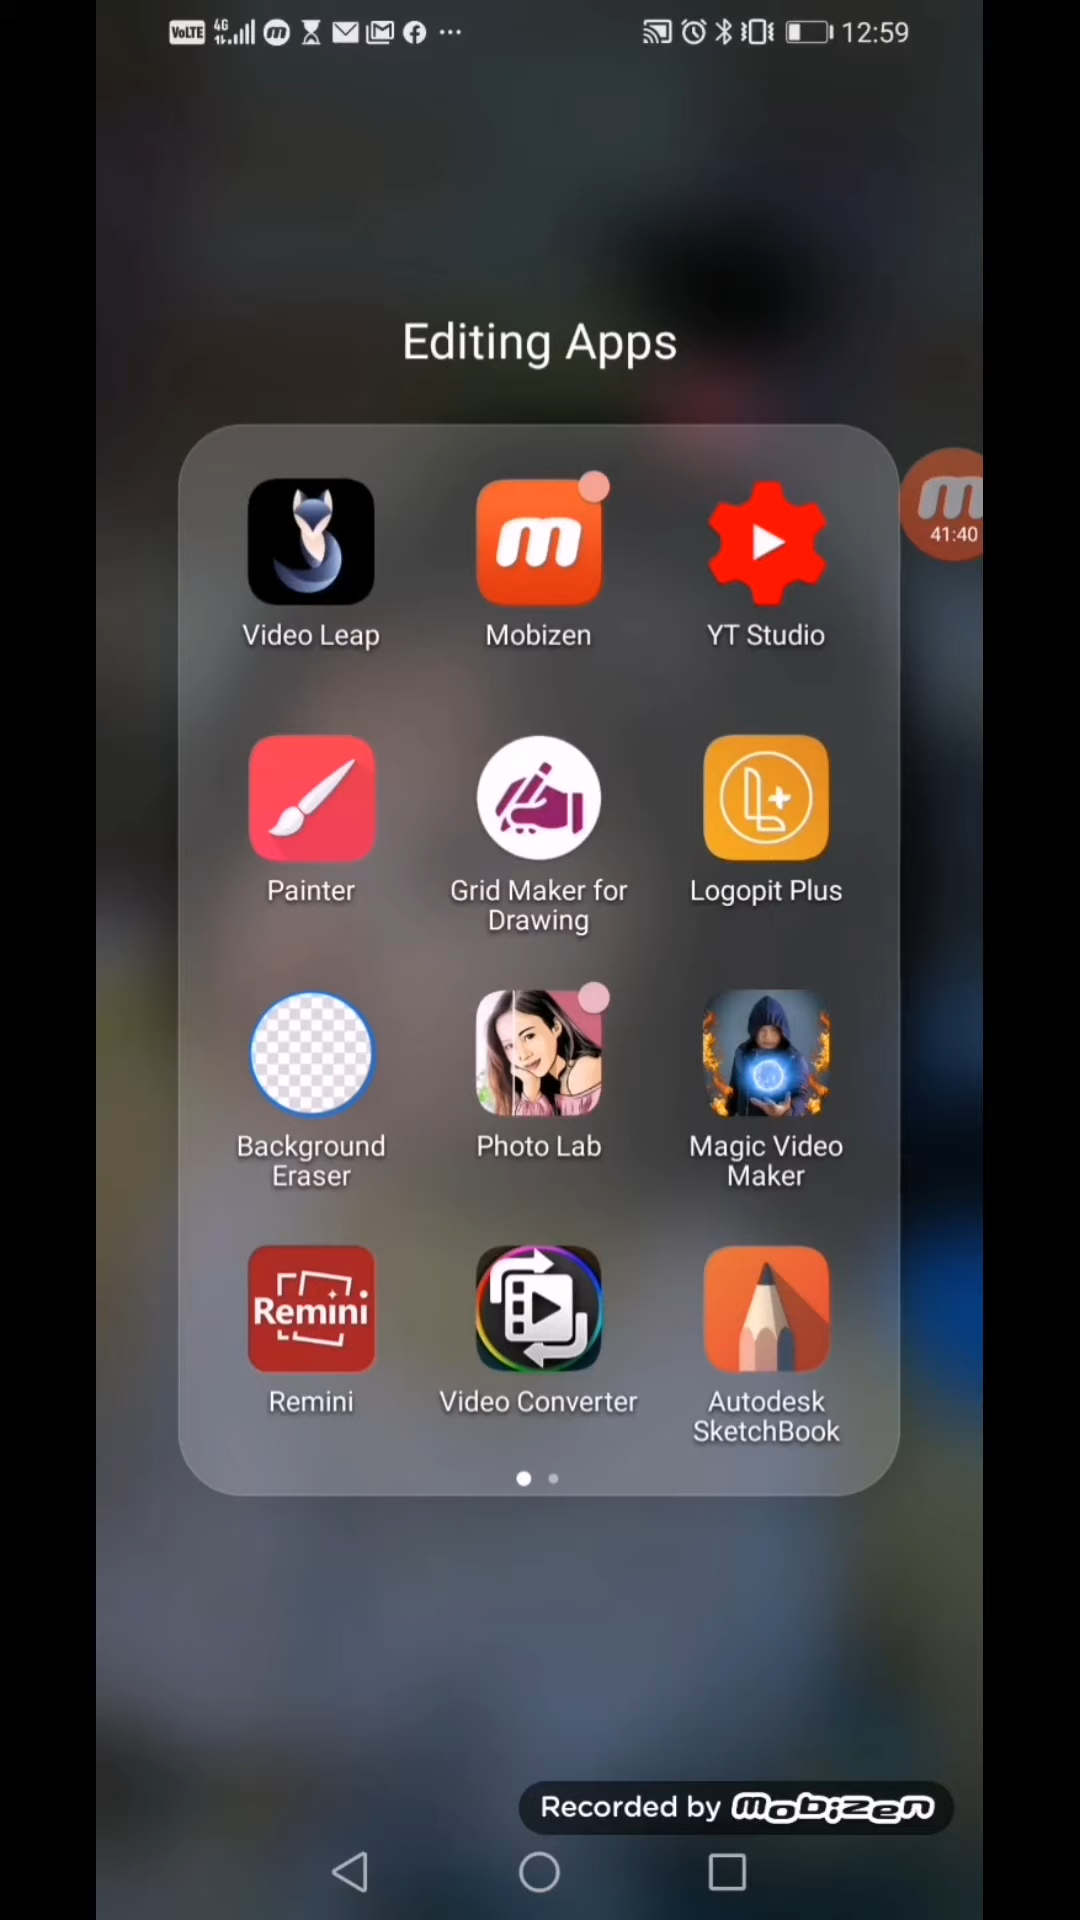 VoLTE 4G 12:59
Editing Apps
41:40
Video Leap Mobizen YT Studio
Painter Grid Maker for Drawing Logopit Plus
L+
Background Eraser Photo Lab Magic Video Maker
Remini
Remini Video Converter Autodesk SketchBook
Recorded by mobizen